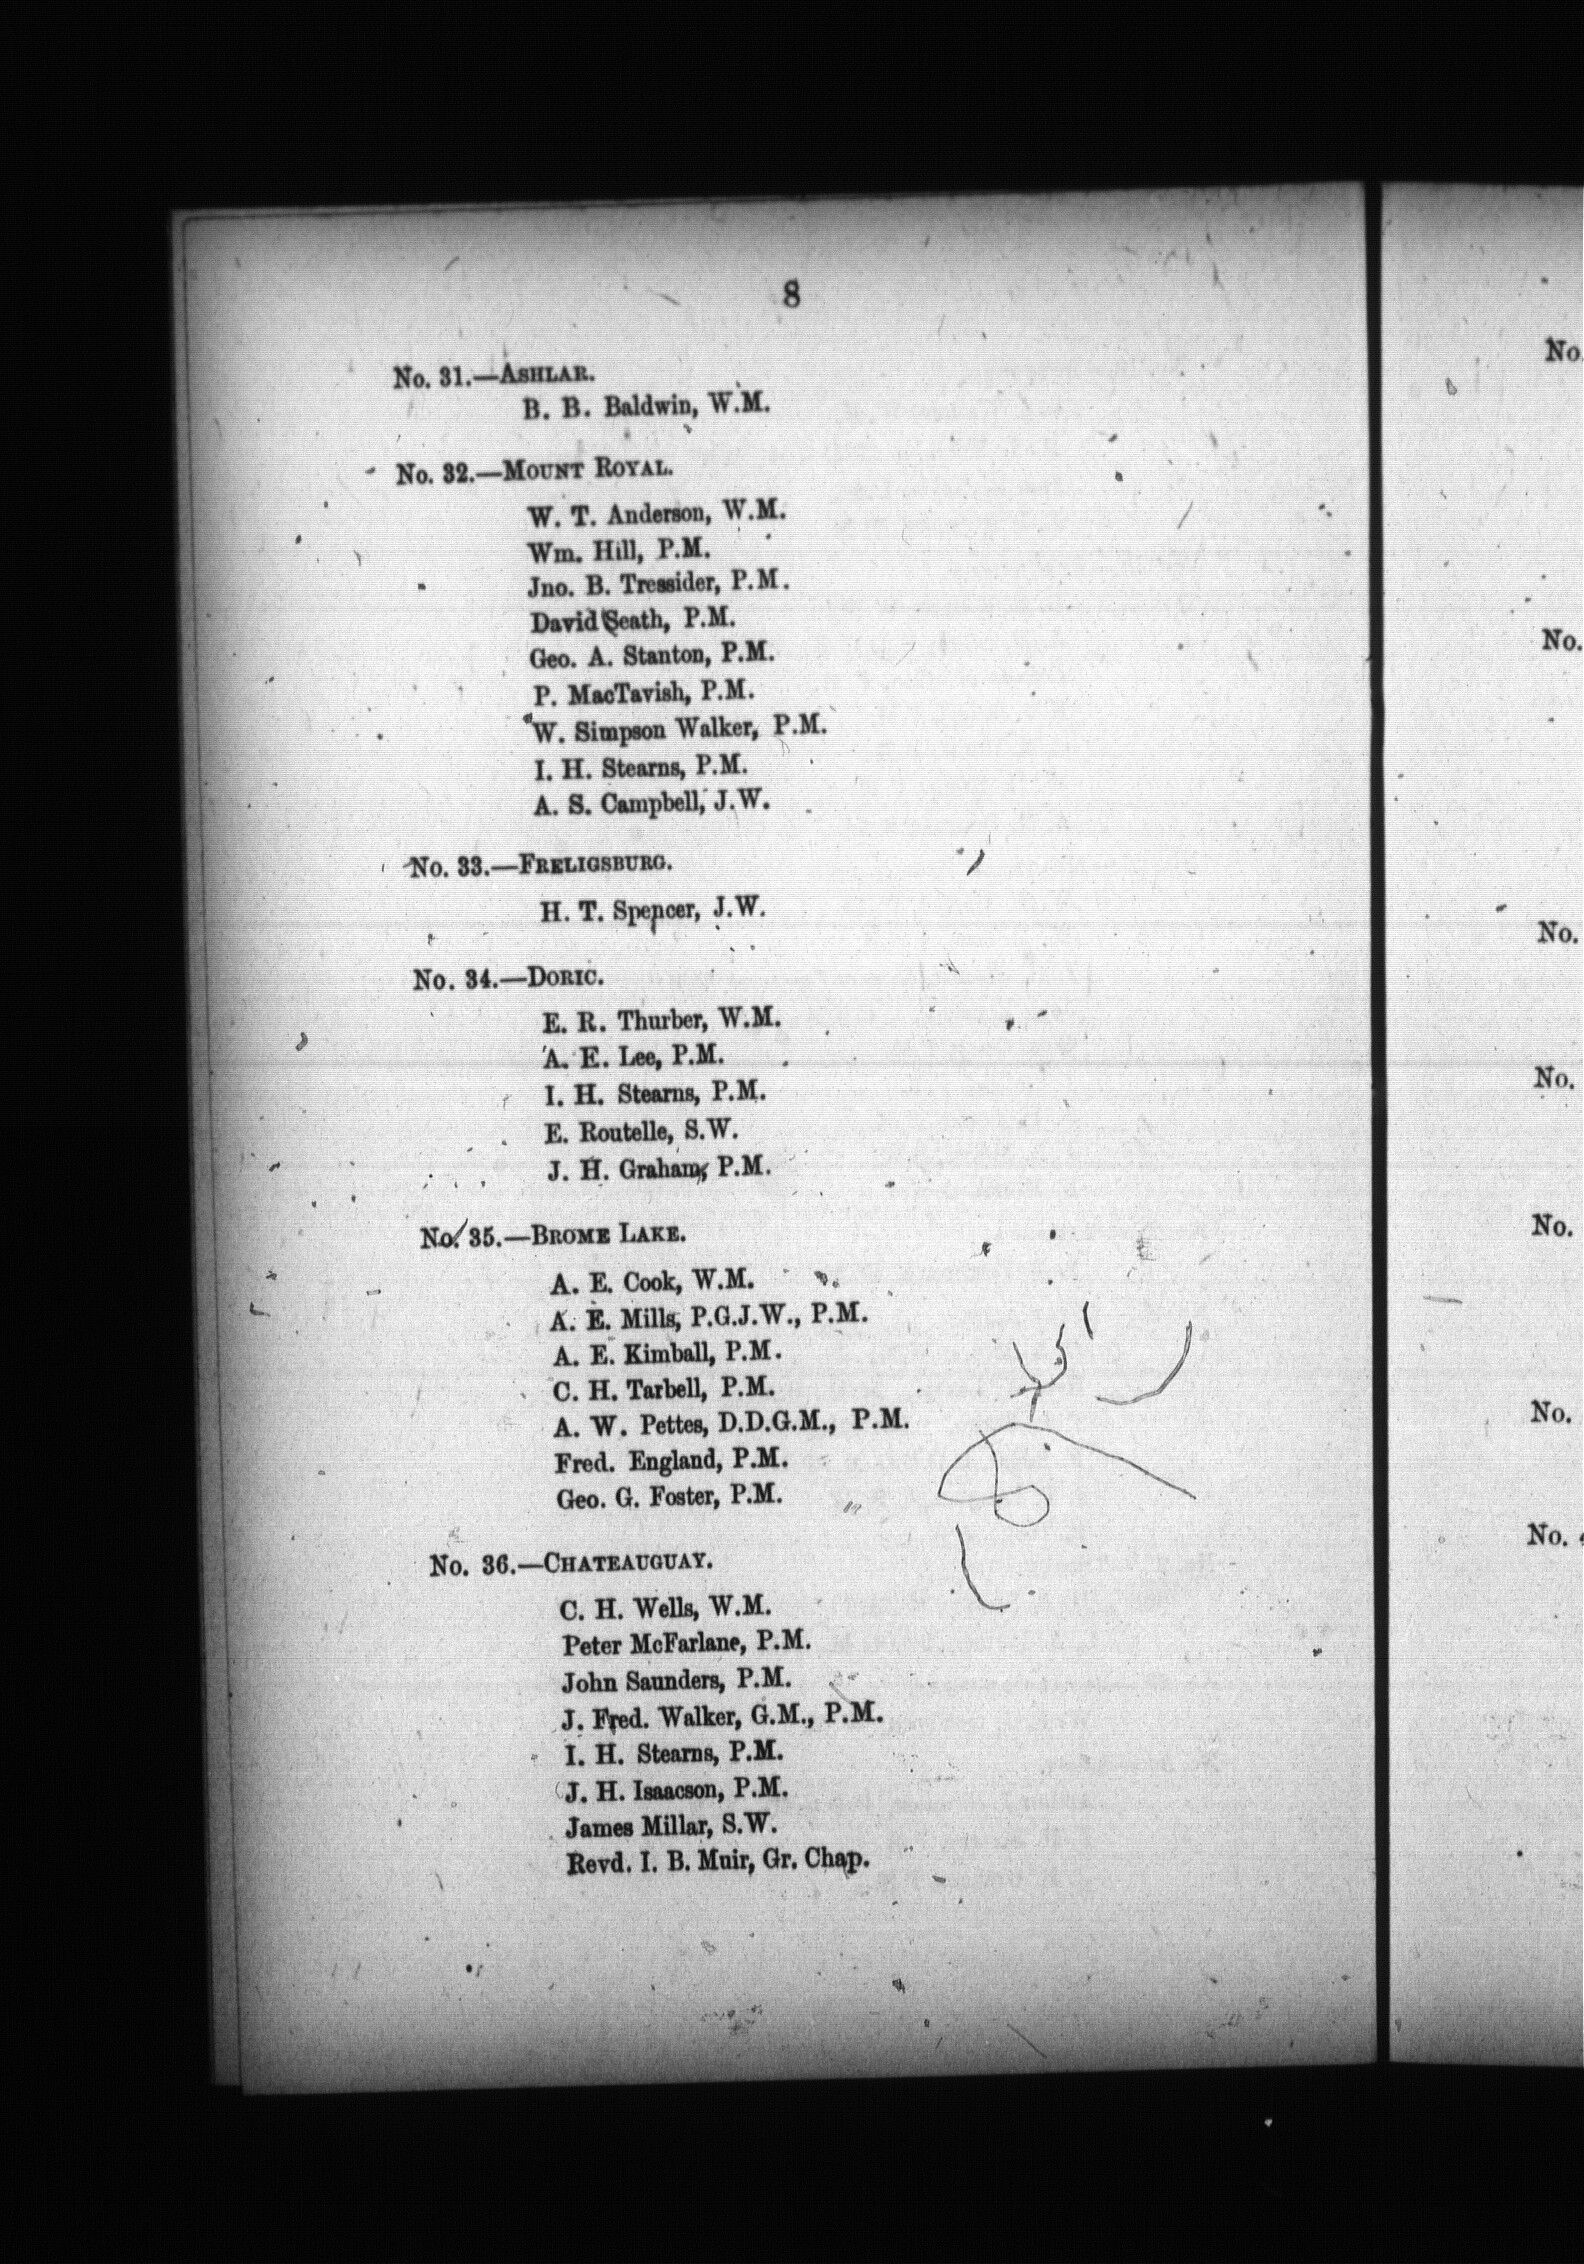 8
No. 31.—ASHLAR.
B. B. Baldwin, W.M.
No. 32.—MOUNT ROYAL.
W. T. Anderson, W.M.
Wm. Hill, P.M.
Jno. B. Tressider, P.M.
David Seath, P.M.
Geo. A. Stanton, P.M.
P. MacTavish, P.M.
W. Simpson Walker, P.M.
I. H. Stearns, P.M.
A. S. Campbell, J.W.
No. 33.—FRELIGSBURG.
H. T. Spencer, J.W.
No. 34.—DORIC.
E. R. Thurber, W.M.
A. E. Lee, P.M.
I. H. Stearns, P.M.
E. Routelle, S.W.
J. H. Graham, P.M.
No. 35.—BROME LAKE.
A. E. Cook, W.M.
A. E. Mills, P.G.J.W., P.M.
A. E. Kimball, P.M.
C. H. Tarbell, P.M.
A. W. Pettes, D.D.G.M., P.M.
Fred. England, P.M.
Geo. G. Foster, P.M.
No. 36.—CHATEAUGUAY.
C. H. Wells, W.M.
Peter McFarlane, P.M.
John Saunders, P.M.
J. Fred. Walker, G.M., P.M.
I. H. Stearns, P.M.
J. H. Isaacson, P.M.
James Millar, S.W.
Revd. I. B. Muir, Gr. Chap.
No.
No.
No.
No.
No.
No.
No.